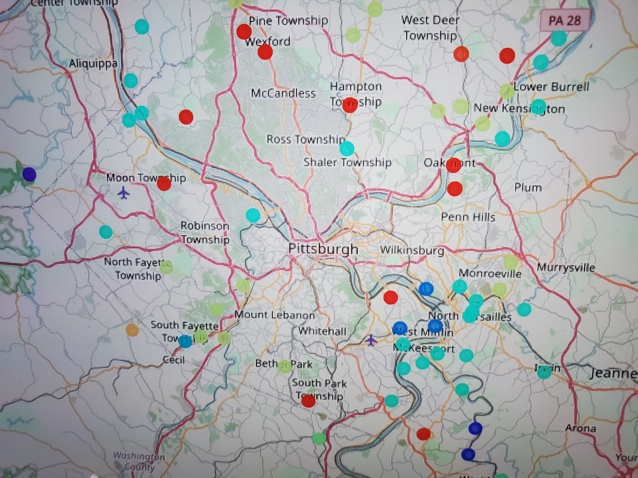 Center Township
Pine Township
West Deer
Township
PA 28
Wexford
Aliquippa
Hampton
Township
McCandless
Lower Burrell
New Kensington
Ross Township
Shaler Township
Oakmont
Moon Township
Plum
Penn Hills
Robinson
Township
Pittsburgh
Wilkinsburg
North Fayette
Township
Monroeville
Murrysville
Mount Lebanon
North Versailles
South Fayette
Township
Whitehall
West Mifflin
McKeesport
Cecil
Bethel Park
Irwin
Jeanne
South Park
Township
Arona
Washington
County
Your